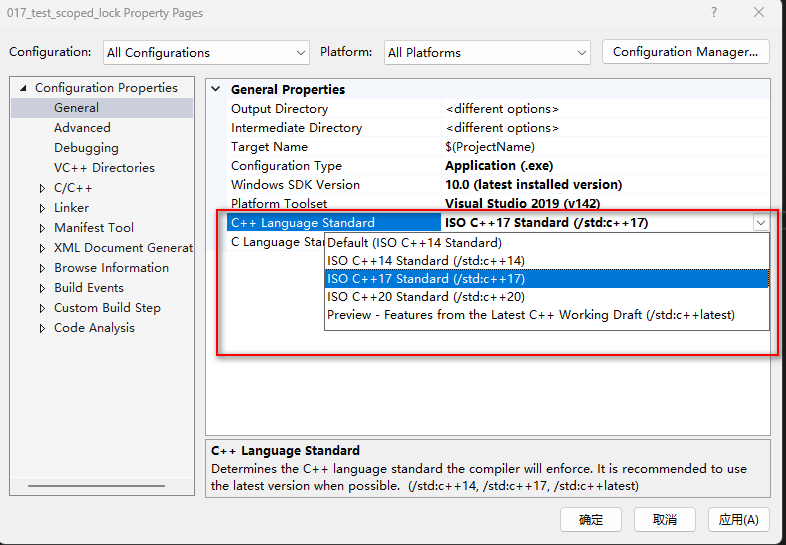 017_test_scoped_lock Property Pages
?
Configuration: All Configurations Platform: All Platforms Configuration Manager...
Configuration Properties
General
Advanced
Debugging
VC++ Directories
C/C++
Linker
Manifest Tool
XML Document Generat
Browse Information
Build Events
Custom Build Step
Code Analysis
General Properties
Output Directory <different options>
Intermediate Directory <different options>
Target Name $(ProjectName)
Configuration Type Application (.exe)
Windows SDK Version 10.0 (latest installed version)
Platform Toolset Visual Studio 2019 (v142)
C++ Language Standard ISO C++17 Standard (/std:c++17)
C Language Stan
Default (ISO C++14 Standard)
ISO C++14 Standard (/std:c++14)
ISO C++17 Standard (/std:c++17)
ISO C++20 Standard (/std:c++20)
Preview - Features from the Latest C++ Working Draft (/std:c++latest)
C++ Language Standard
Determines the C++ language standard the compiler will enforce. It is recommended to use
the latest version when possible. (/std:c++14, /std:c++17, /std:c++latest)
确定 取消 应用(A)